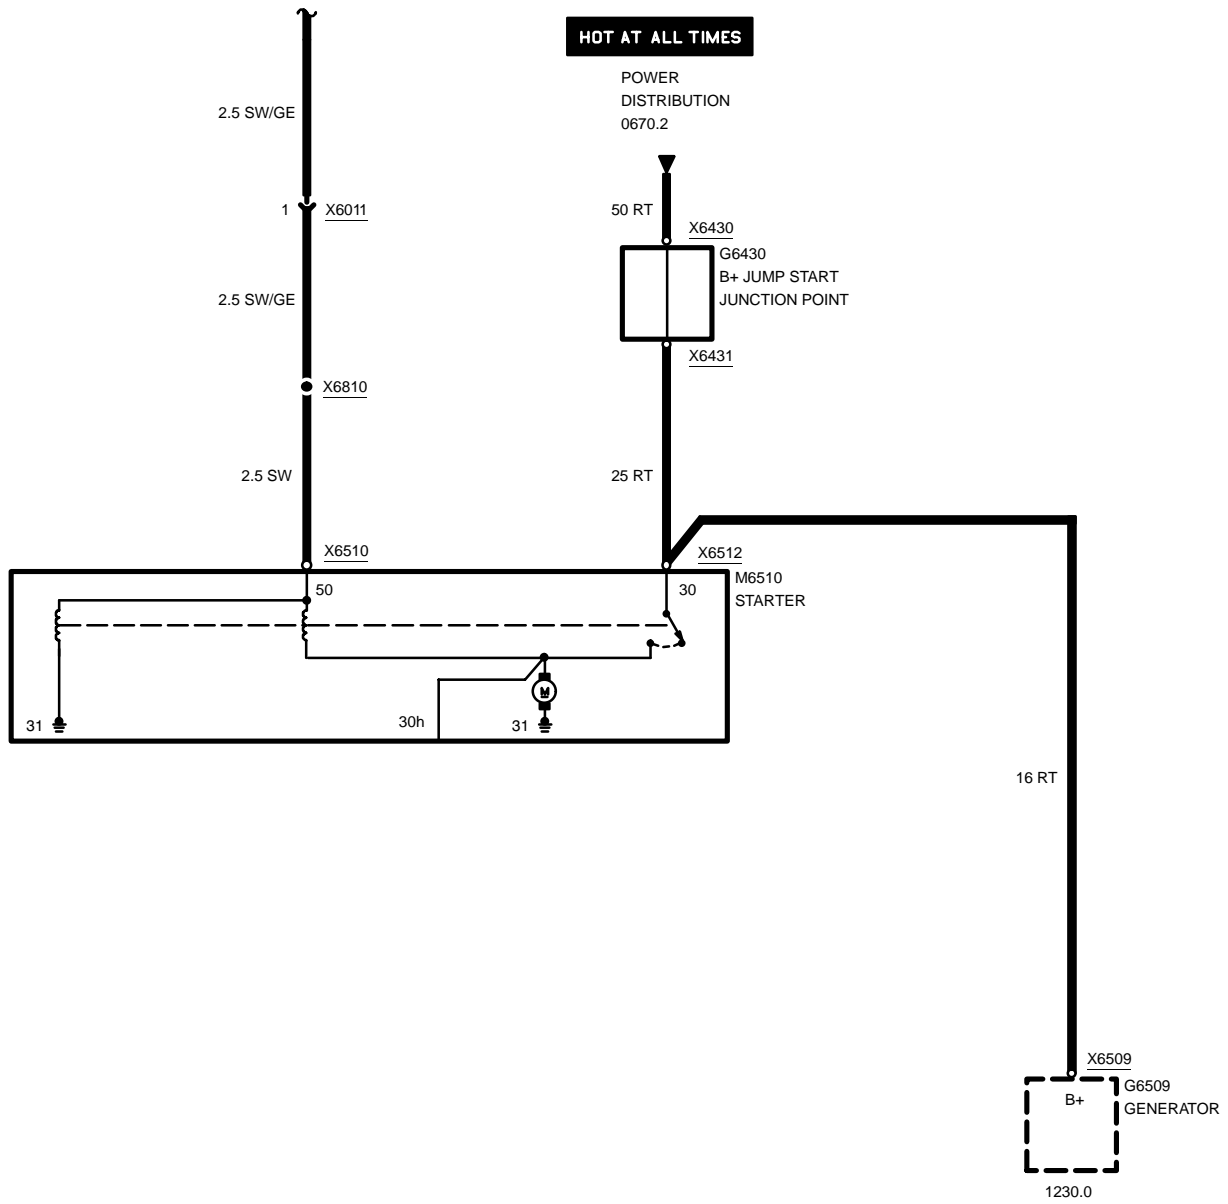 HOT AT ALL TIMES
POWER
DISTRIBUTION
0670.2
2.5 SW/GE
1
X6011
50 RT
X6430
G6430
B+ JUMP START
JUNCTION POINT
2.5 SW/GE
X6431
X6810
2.5 SW
25 RT
X6510
X6512
M6510
STARTER
50
30
31
30h
M
31
16 RT
X6509
G6509
GENERATOR
B+
1230.0